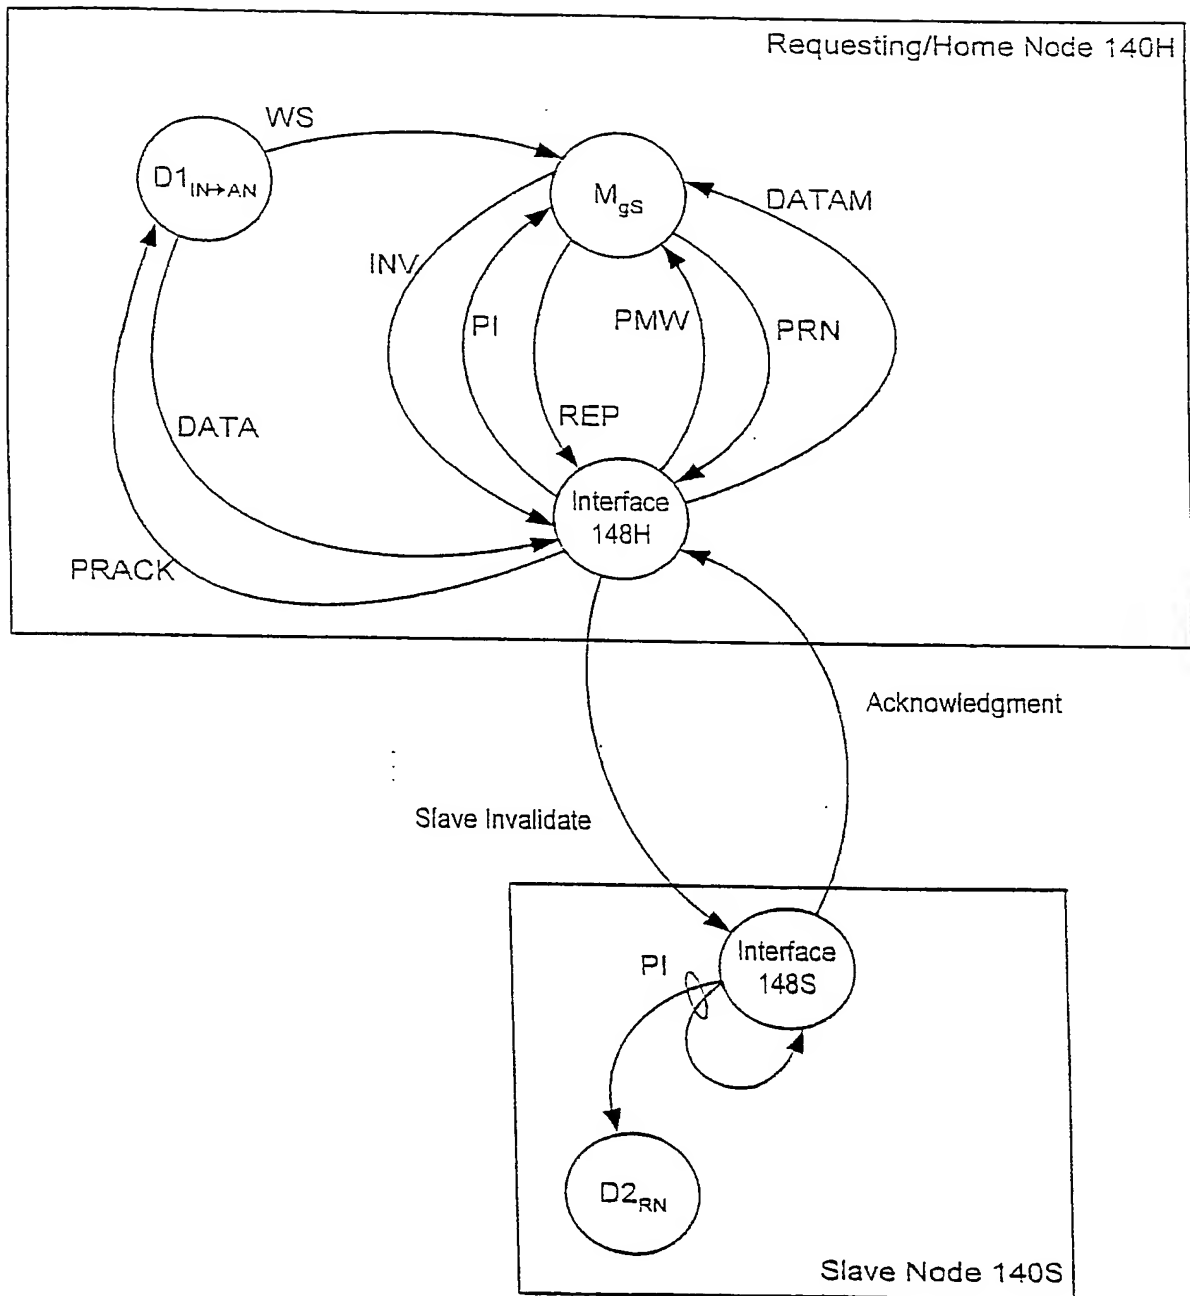 Requesting/Home Node 140H
WS
D1IN→AN
MgS
DATAM
INV
PI
PMW
PRN
REP
DATA
Interface
148H
PRACK
Acknowledgment
Slave Invalidate
PI
Interface
148S
D2RN
Slave Node 140S